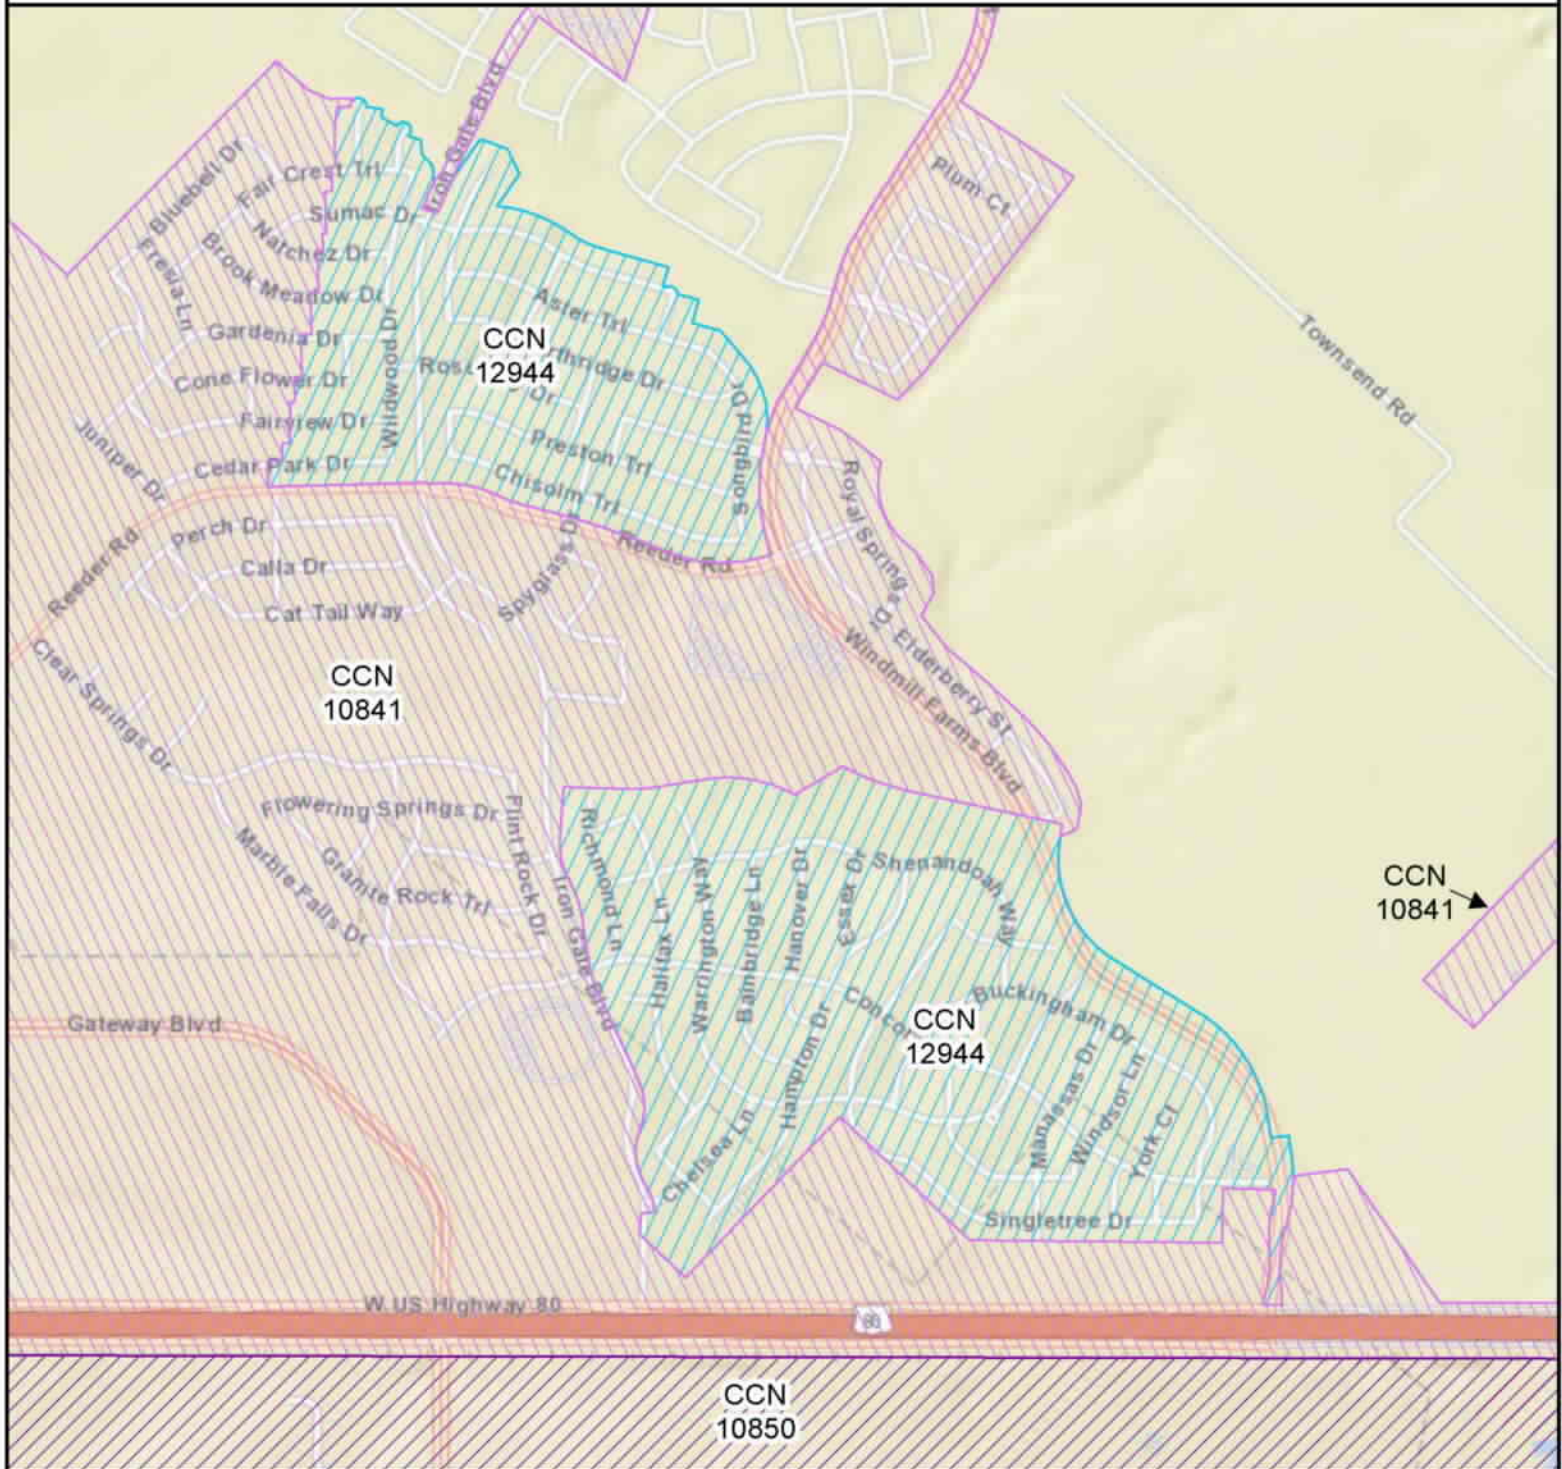 Iron Gate Blvd
Plum Ct
Bluebell Dr
Fair Crest Trl
Sumac Dr
Natchez Dr
Brook Meadow Dr
Fresia Ln
Gardenia Dr
Cone Flower Dr
Wildwood Dr
Fairview Dr
Juniper Dr
Cedar Park Dr
Aster Trl
CCN
12944
Dr
Preston Trl
Chisolm Trl
Songbird Dr
Townsend Rd
Royal Springs Dr
Reeder Rd
Perch Dr
Calla Dr
Cat Tail Way
Spyglass Dr
Reeder Rd
Elderberry St
Windmill Farms Blvd
CCN
10841
Clear Springs Dr
Flowering Springs Dr
Flint Rock Dr
Marble Falls Dr
Granite Rock Trl
Iron Gate Blvd
Richmond Ln
Halifax Ln
Warrington Way
Bainbridge Ln
Hanover Dr
Essex Dr
Shenandoah Way
CCN
10841
Gateway Blvd
Buckingham Dr
CCN
12944
Hampton Dr
Chelsea Ln
Manassas Dr
Windsor Ln
York Ct
Singletree Dr
W US Highway 80
80
CCN
10850